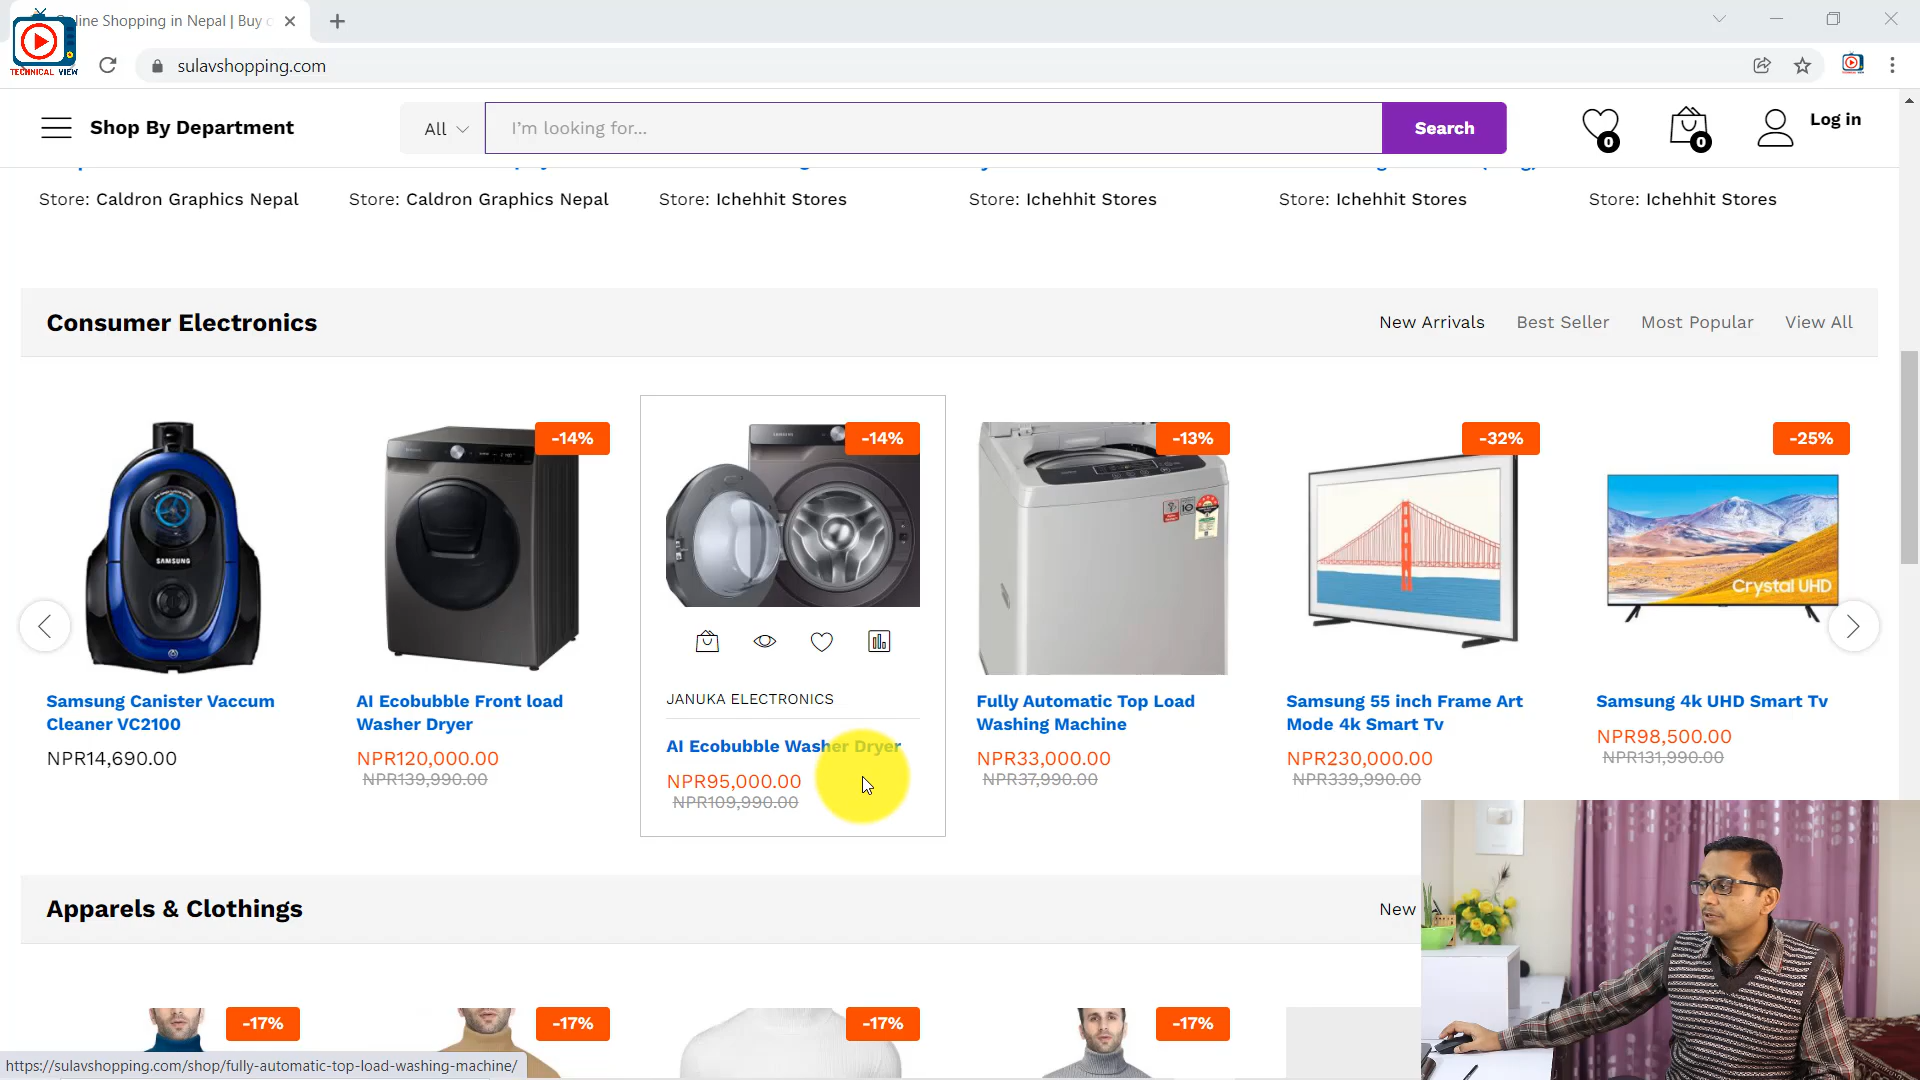 Online Shopping in Nepal | Buy
TECHNICAL VIEW
sulavshopping.com
Shop By Department
All
I'm looking for...
Search
0
0
Log in
Store: Caldron Graphics Nepal
Store: Caldron Graphics Nepal
Store: Ichehhit Stores
Store: Ichehhit Stores
Store: Ichehhit Stores
Store: Ichehhit Stores
Consumer Electronics
New Arrivals
Best Seller
Most Popular
View All
-14%
-14%
-13%
-32%
-25%
SAMSUNG
SAMSUNG
Crystal UHD
Samsung Canister Vaccum
Cleaner VC2100
NPR14,690.00
AI Ecobubble Front load
Washer Dryer
NPR120,000.00
NPR139,990.00
JANUKA ELECTRONICS
AI Ecobubble Washer Dryer
NPR95,000.00
NPR109,990.00
Fully Automatic Top Load
Washing Machine
NPR33,000.00
NPR37,990.00
Samsung 55 inch Frame Art
Mode 4k Smart Tv
NPR230,000.00
NPR339,990.00
Samsung 4k UHD Smart Tv
NPR98,500.00
NPR131,990.00
Apparels & Clothings
New
-17%
-17%
-17%
-17%
https://sulavshopping.com/shop/fully-automatic-top-load-washing-machine/